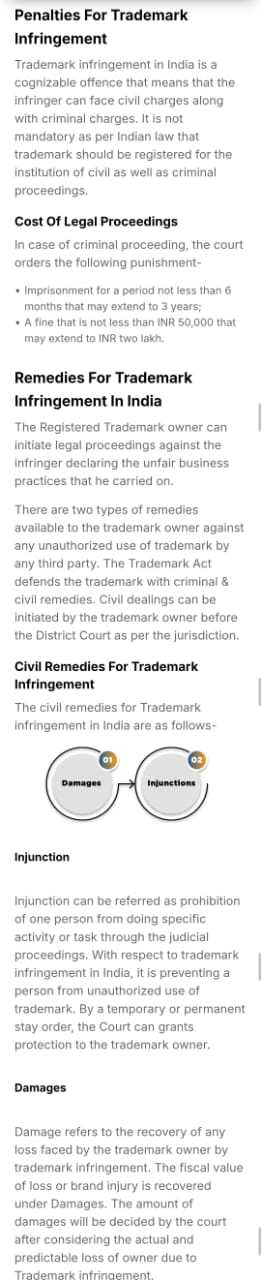 Penalties For Trademark
Infringement
Trademark infringement in India is a
cognizable offence that means that the
infringer can face civil charges along
with criminal charges. It is not
mandatory as per Indian law that
trademark should be registered for the
institution of civil as well as criminal
proceedings.
Cost Of Legal Proceedings
In case of criminal proceeding, the court
orders the following punishment-
• Imprisonment for a period not less than 6
months that may extend to 3 years;
• A fine that is not less than INR 50,000 that
may extend to INR two lakh.
Remedies For Trademark
Infringement In India
The Registered Trademark owner can
initiate legal proceedings against the
infringer declaring the unfair business
practices that he carried on.
There are two types of remedies
available to the trademark owner against
any unauthorized use of trademark by
any third party. The Trademark Act
defends the trademark with criminal &
civil remedies. Civil dealings can be
initiated by the trademark owner before
the District Court as per the jurisdiction.
Civil Remedies For Trademark
Infringement
The civil remedies for Trademark
infringement in India are as follows-
01
Damages
02
Injunctions
Injunction
Injunction can be referred as prohibition
of one person from doing specific
activity or task through the judicial
proceedings. With respect to trademark
infringement in India, it is preventing a
person from unauthorized use of
trademark. By a temporary or permanent
stay order, the Court can grants
protection to the trademark owner.
Damages
Damage refers to the recovery of any
loss faced by the trademark owner by
trademark infringement. The fiscal value
of loss or brand injury is recovered
under Damages. The amount of
damages will be decided by the court
after considering the actual and
predictable loss of owner due to
Trademark infringement.